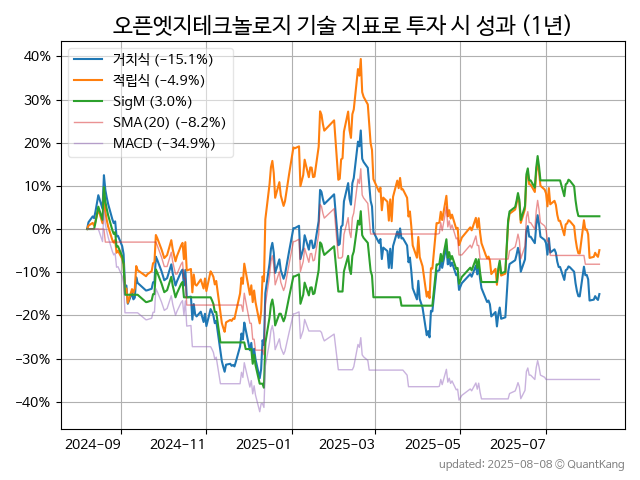 오픈엣지테크놀로지 기술 지표로 투자 시 성과 (1년)
거치식 (−15.1%)
적립식 (−4.9%)
SigM (3.0%)
SMA(20) (−8.2%)
MACD (−34.9%)
40%
30%
20%
10%
0%
−10%
−20%
−30%
−40%
2024-09
2024-11
2025-01
2025-03
2025-05
2025-07
updated: 2025-08-08 © QuantKang